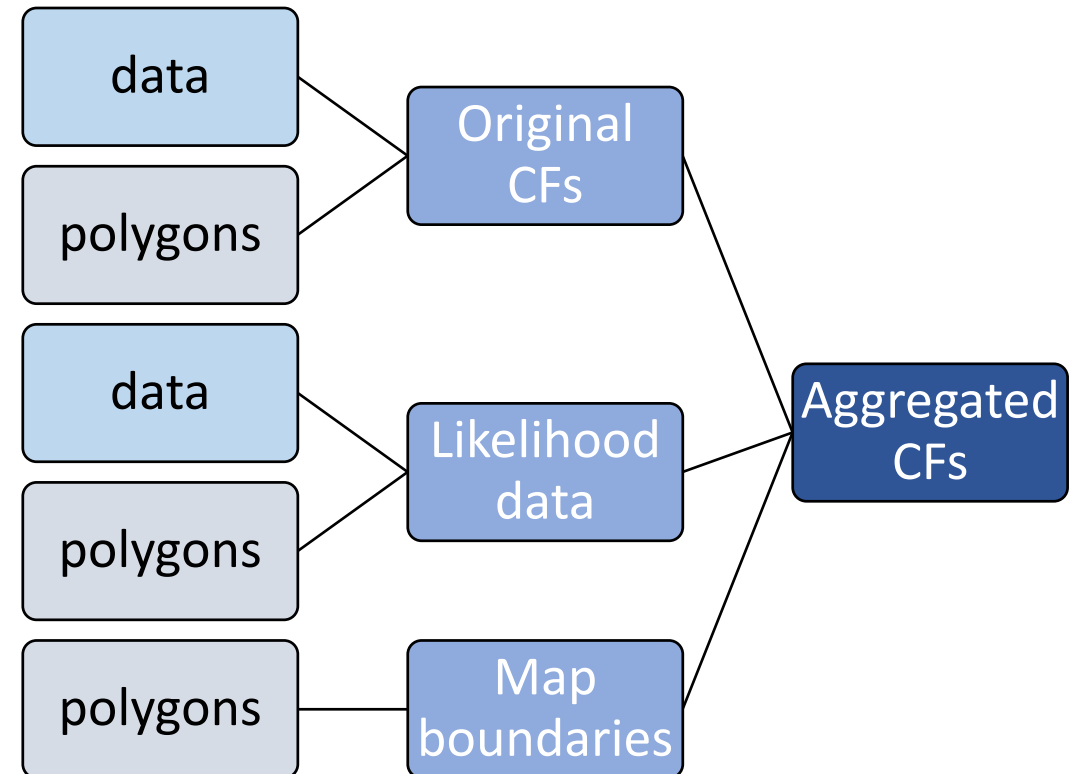 data
polygons
Original
CFs
data
polygons
Likelihood
data
polygons
Map
boundaries
Aggregated
CFs